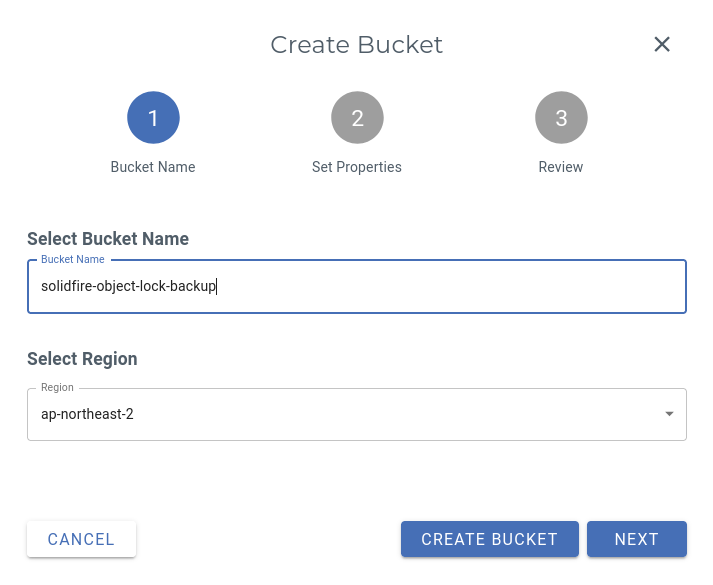 Create Bucket
1
2
3
Bucket Name
Set Properties
Review
Select Bucket Name
Bucket Name
solidfire-object-lock-backup
Select Region
Region
ap-northeast-2
CANCEL
CREATE BUCKET
NEXT